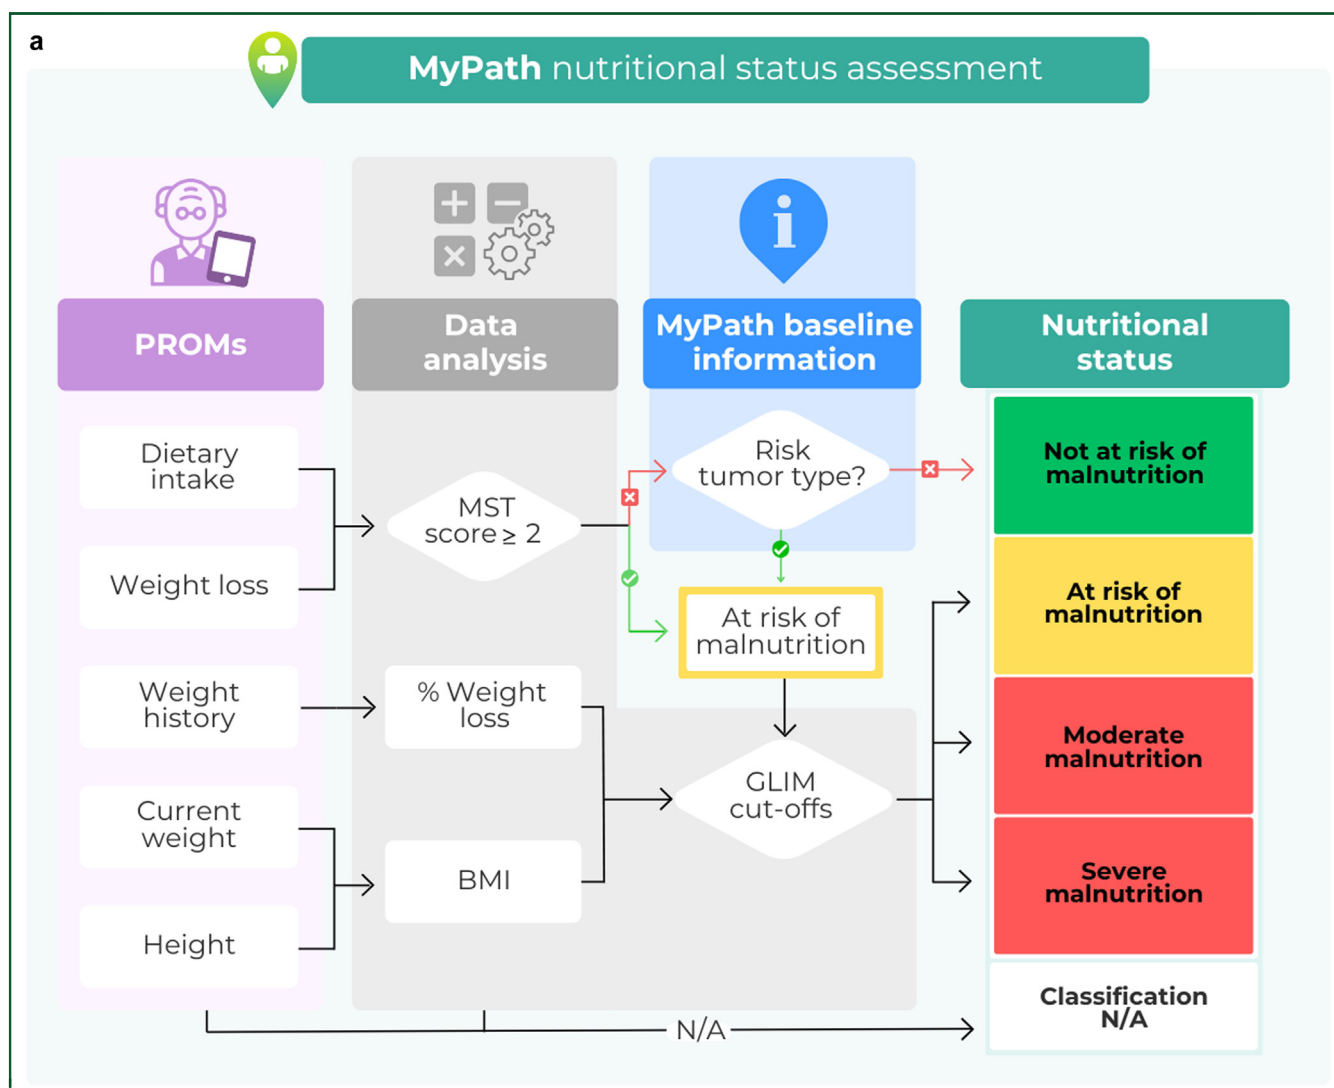 a
MyPath nutritional status assessment
PROMs
Data
analysis
MyPath baseline
information
Nutritional
status
Dietary
intake
Weight loss
Weight
history
Current
weight
Height
MST
score ≥ 2
% Weight
loss
BMI
Risk
tumor type?
At risk of
malnutrition
GLIM
cut-offs
Not at risk of
malnutrition
At risk of
malnutrition
Moderate
malnutrition
Severe
malnutrition
Classification
N/A
N/A